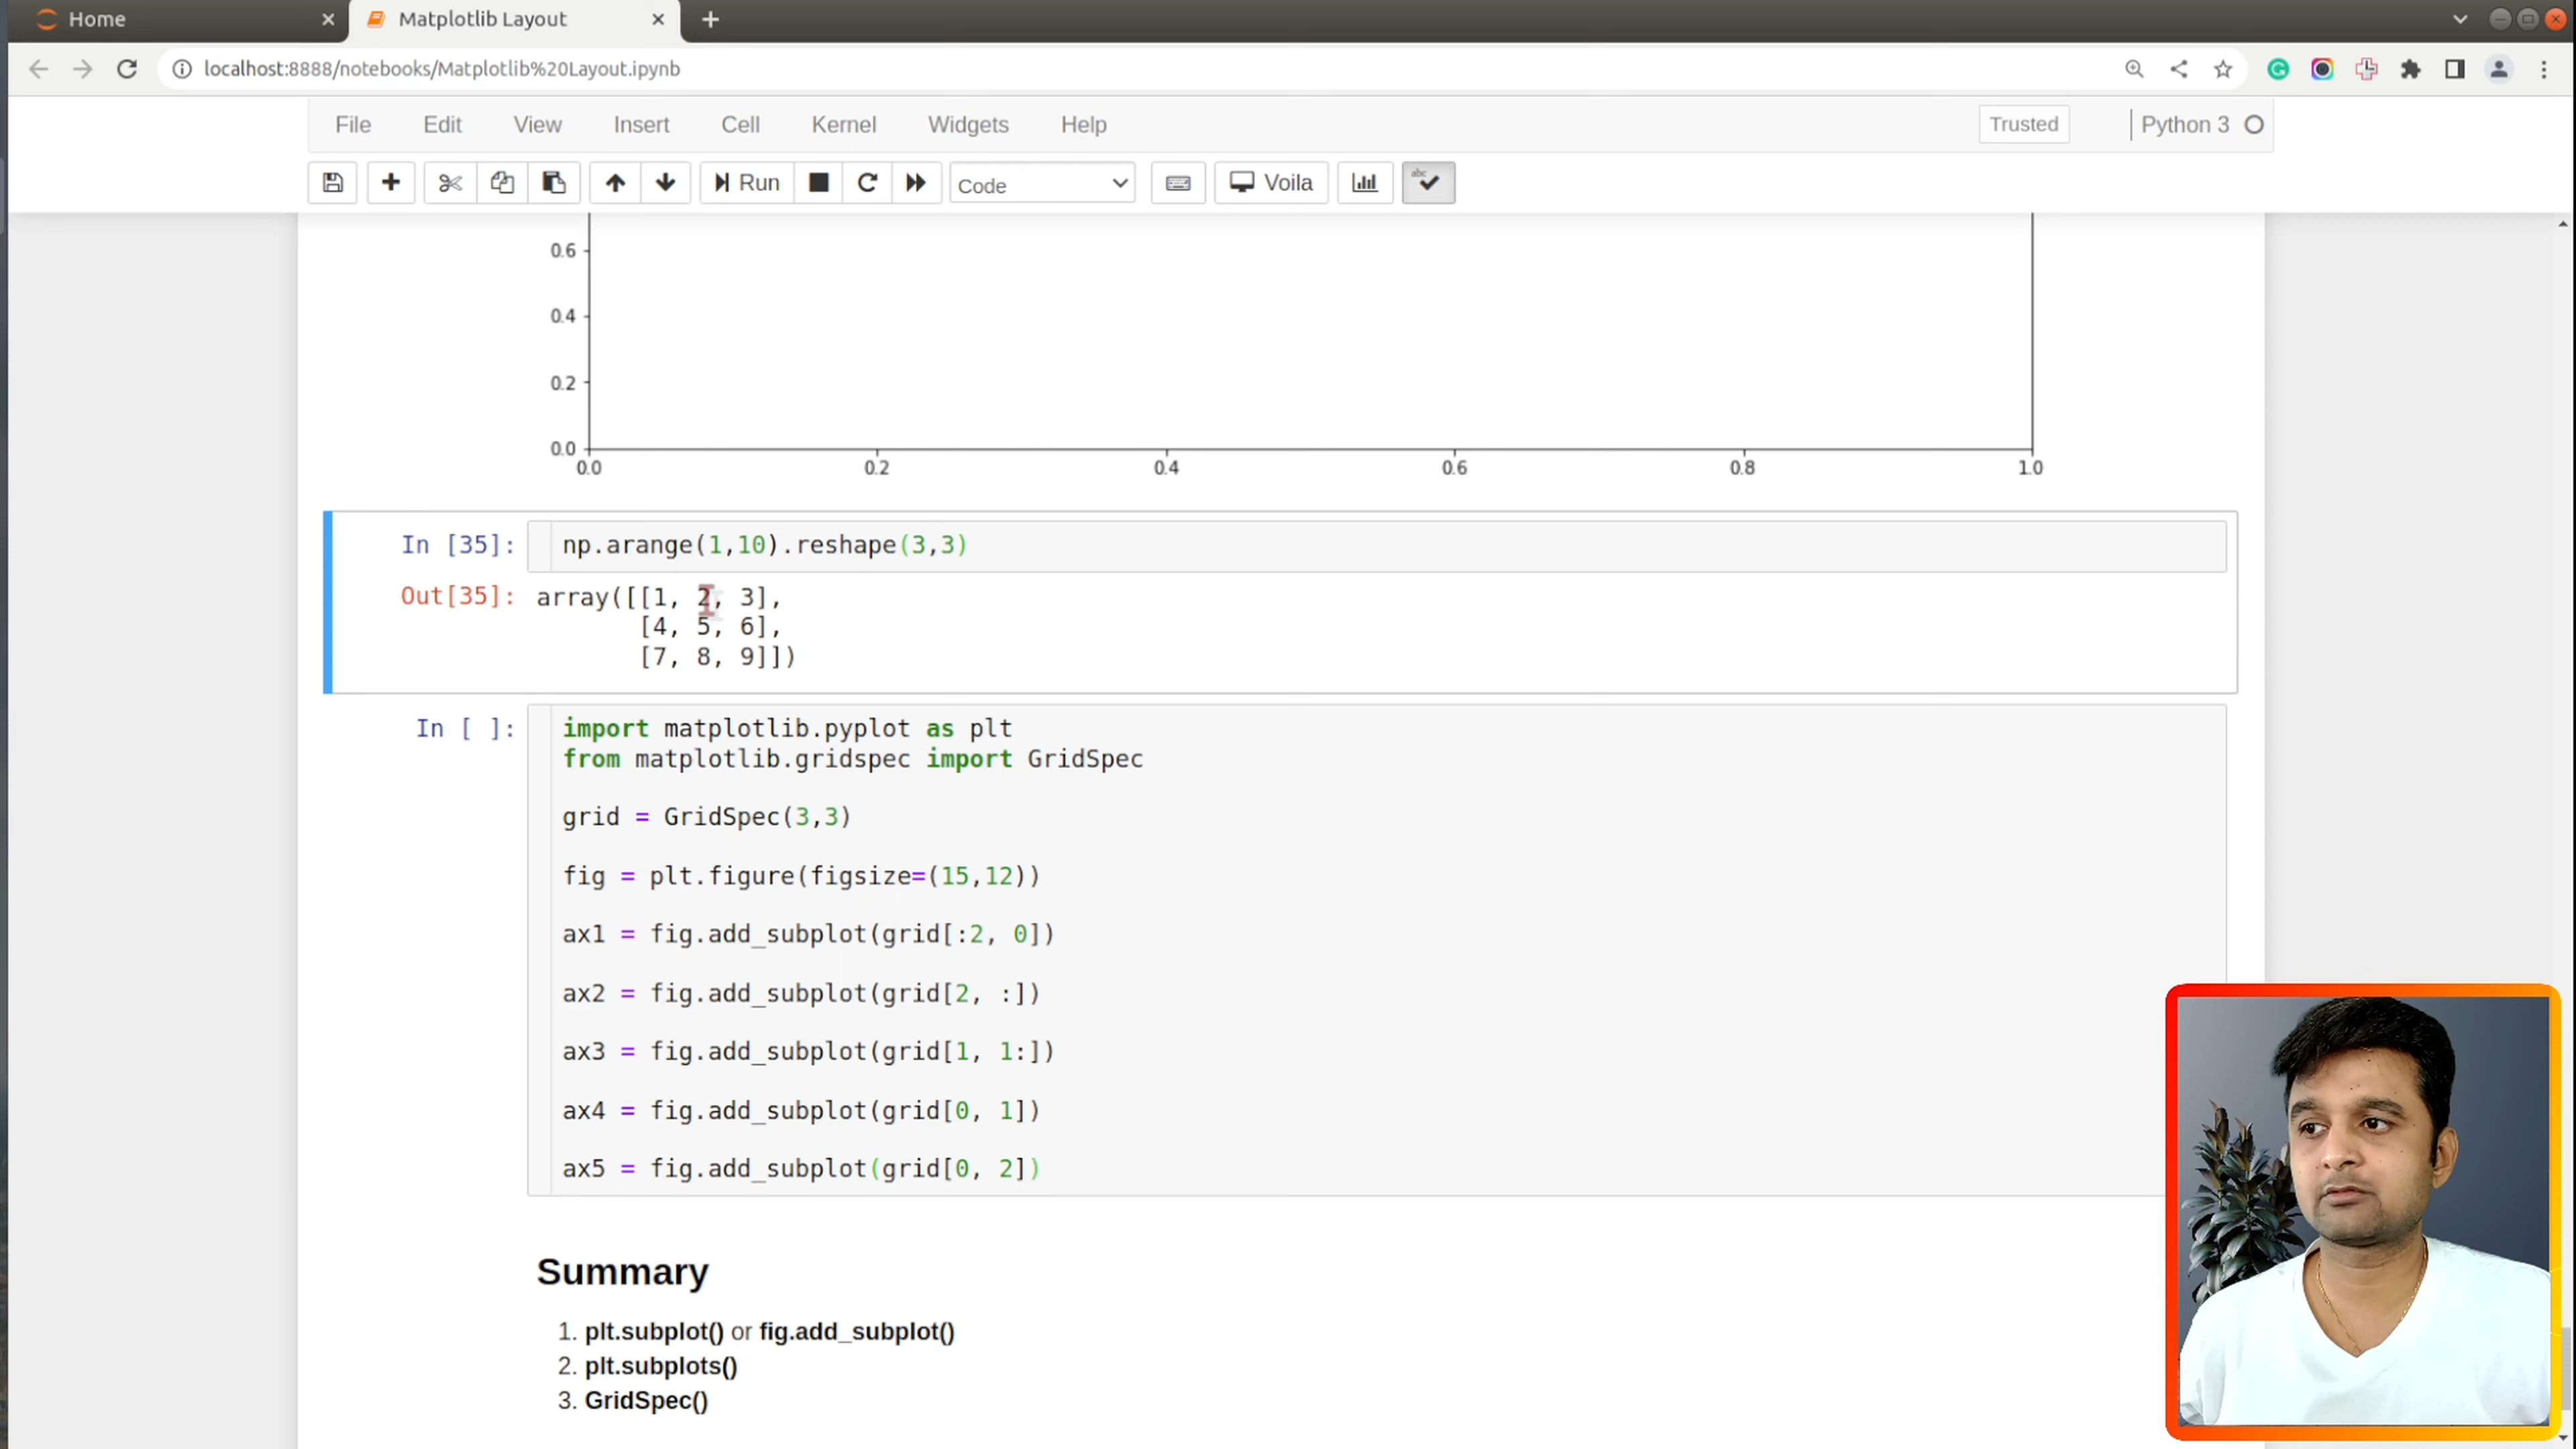 Home
Matplotlib Layout
localhost:8888/notebooks/Matplotlib%20Layout.ipynb
File Edit View Insert Cell Kernel Widgets Help Trusted Python 3
Run Code Voila abc
0.6
0.4
0.2
0.0
0.0 0.2 0.4 0.6 0.8 1.0
In [35]: np.arange(1,10).reshape(3,3)
Out[35]: array([[1, 2, 3],
[4, 5, 6],
[7, 8, 9]])
In [ ]: import matplotlib.pyplot as plt
from matplotlib.gridspec import GridSpec
grid = GridSpec(3,3)
fig = plt.figure(figsize=(15,12))
ax1 = fig.add_subplot(grid[:2, 0])
ax2 = fig.add_subplot(grid[2, :])
ax3 = fig.add_subplot(grid[1, 1:])
ax4 = fig.add_subplot(grid[0, 1])
ax5 = fig.add_subplot(grid[0, 2])
Summary
1. plt.subplot() or fig.add_subplot()
2. plt.subplots()
3. GridSpec()